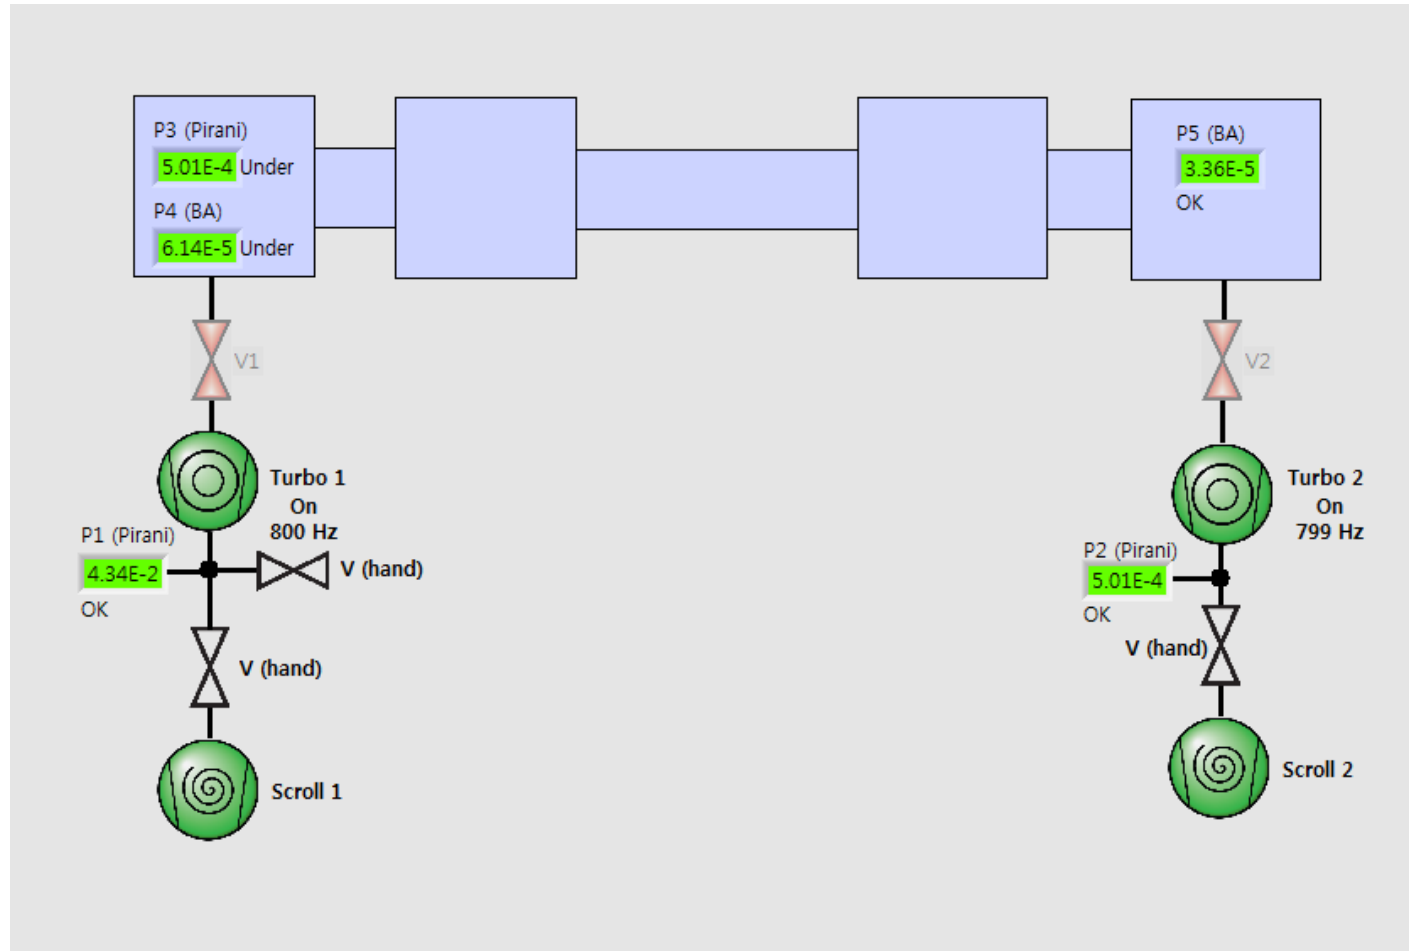 P3 (Pirani)
5.01E-4 Under
P4 (BA)
6.14E-5 Under
P5 (BA)
3.36E-5
OK
V1
V2
Turbo 1
On
800 Hz
P1 (Pirani)
4.34E-2
OK
V (hand)
V (hand)
Scroll 1
Turbo 2
On
799 Hz
P2 (Pirani)
5.01E-4
OK
V (hand)
Scroll 2